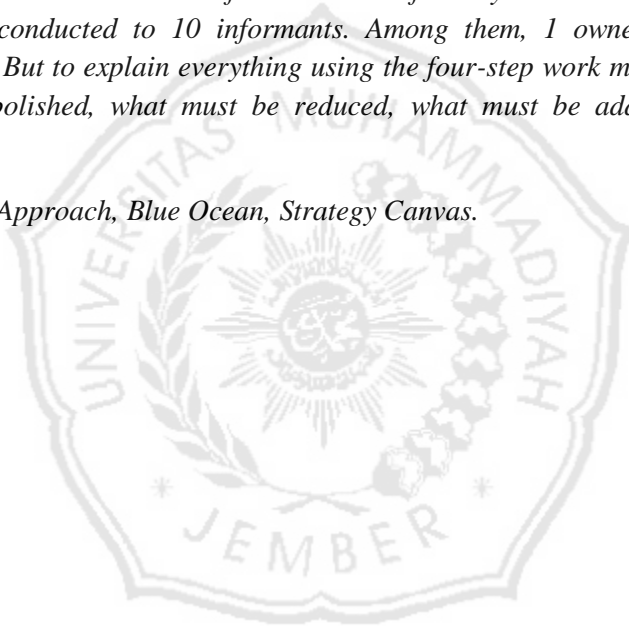 conducted to 10 informants. Among them, 1 owne
But to explain everything using the four-step work m
polished, what must be reduced, what must be add
Approach, Blue Ocean, Strategy Canvas.
UNIVERSITAS MUHAMMADIYAH
JEMBER